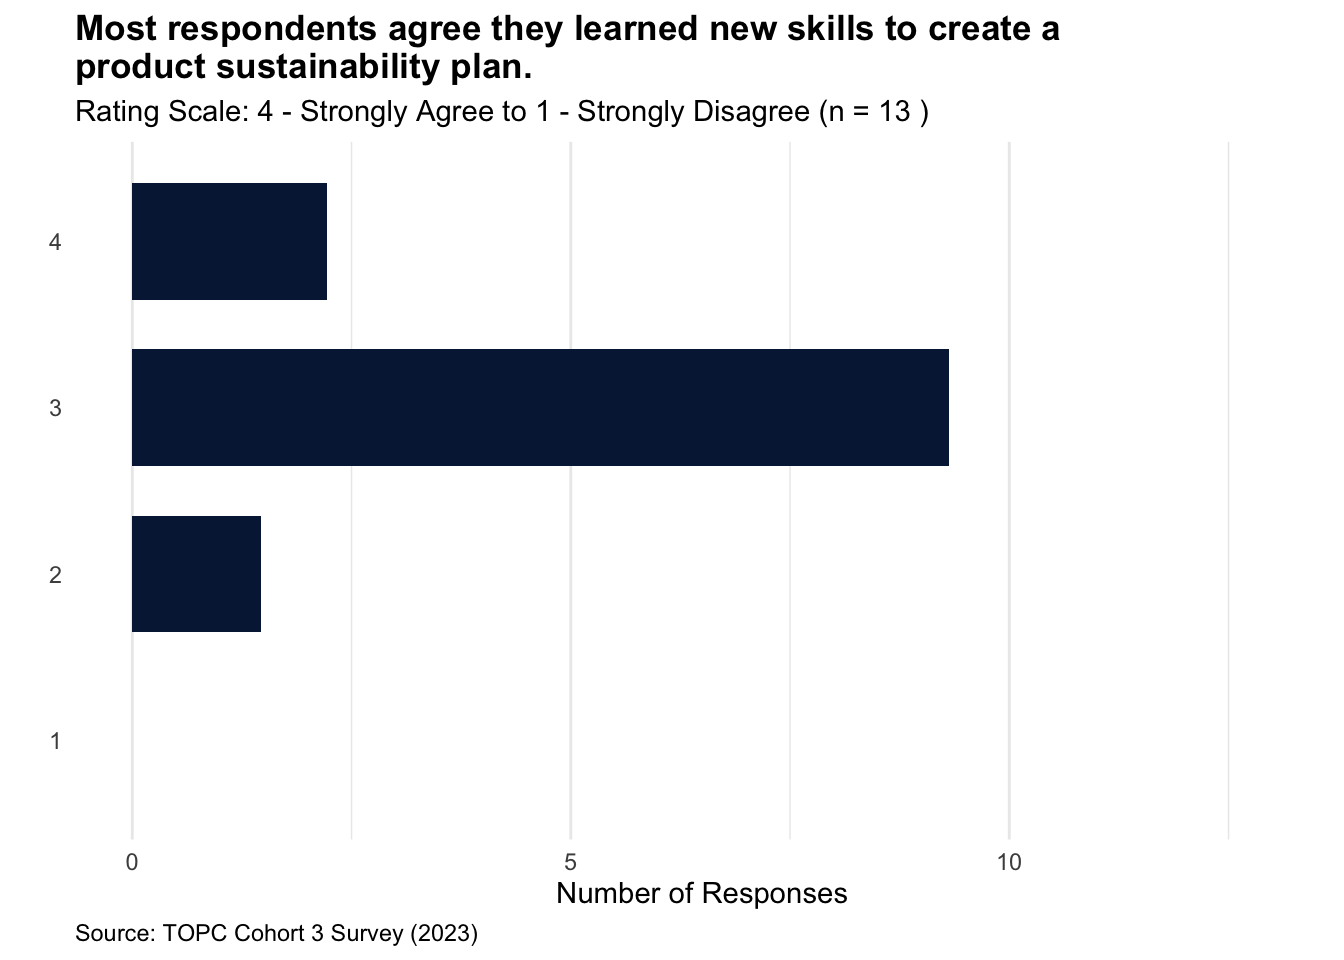 Most respondents agree they learned new skills to create a
product sustainability plan.
Rating Scale: 4 - Strongly Agree to 1 - Strongly Disagree (n = 13 )
4
3
2
1
0 5 10
Number of Responses
Source: TOPC Cohort 3 Survey (2023)